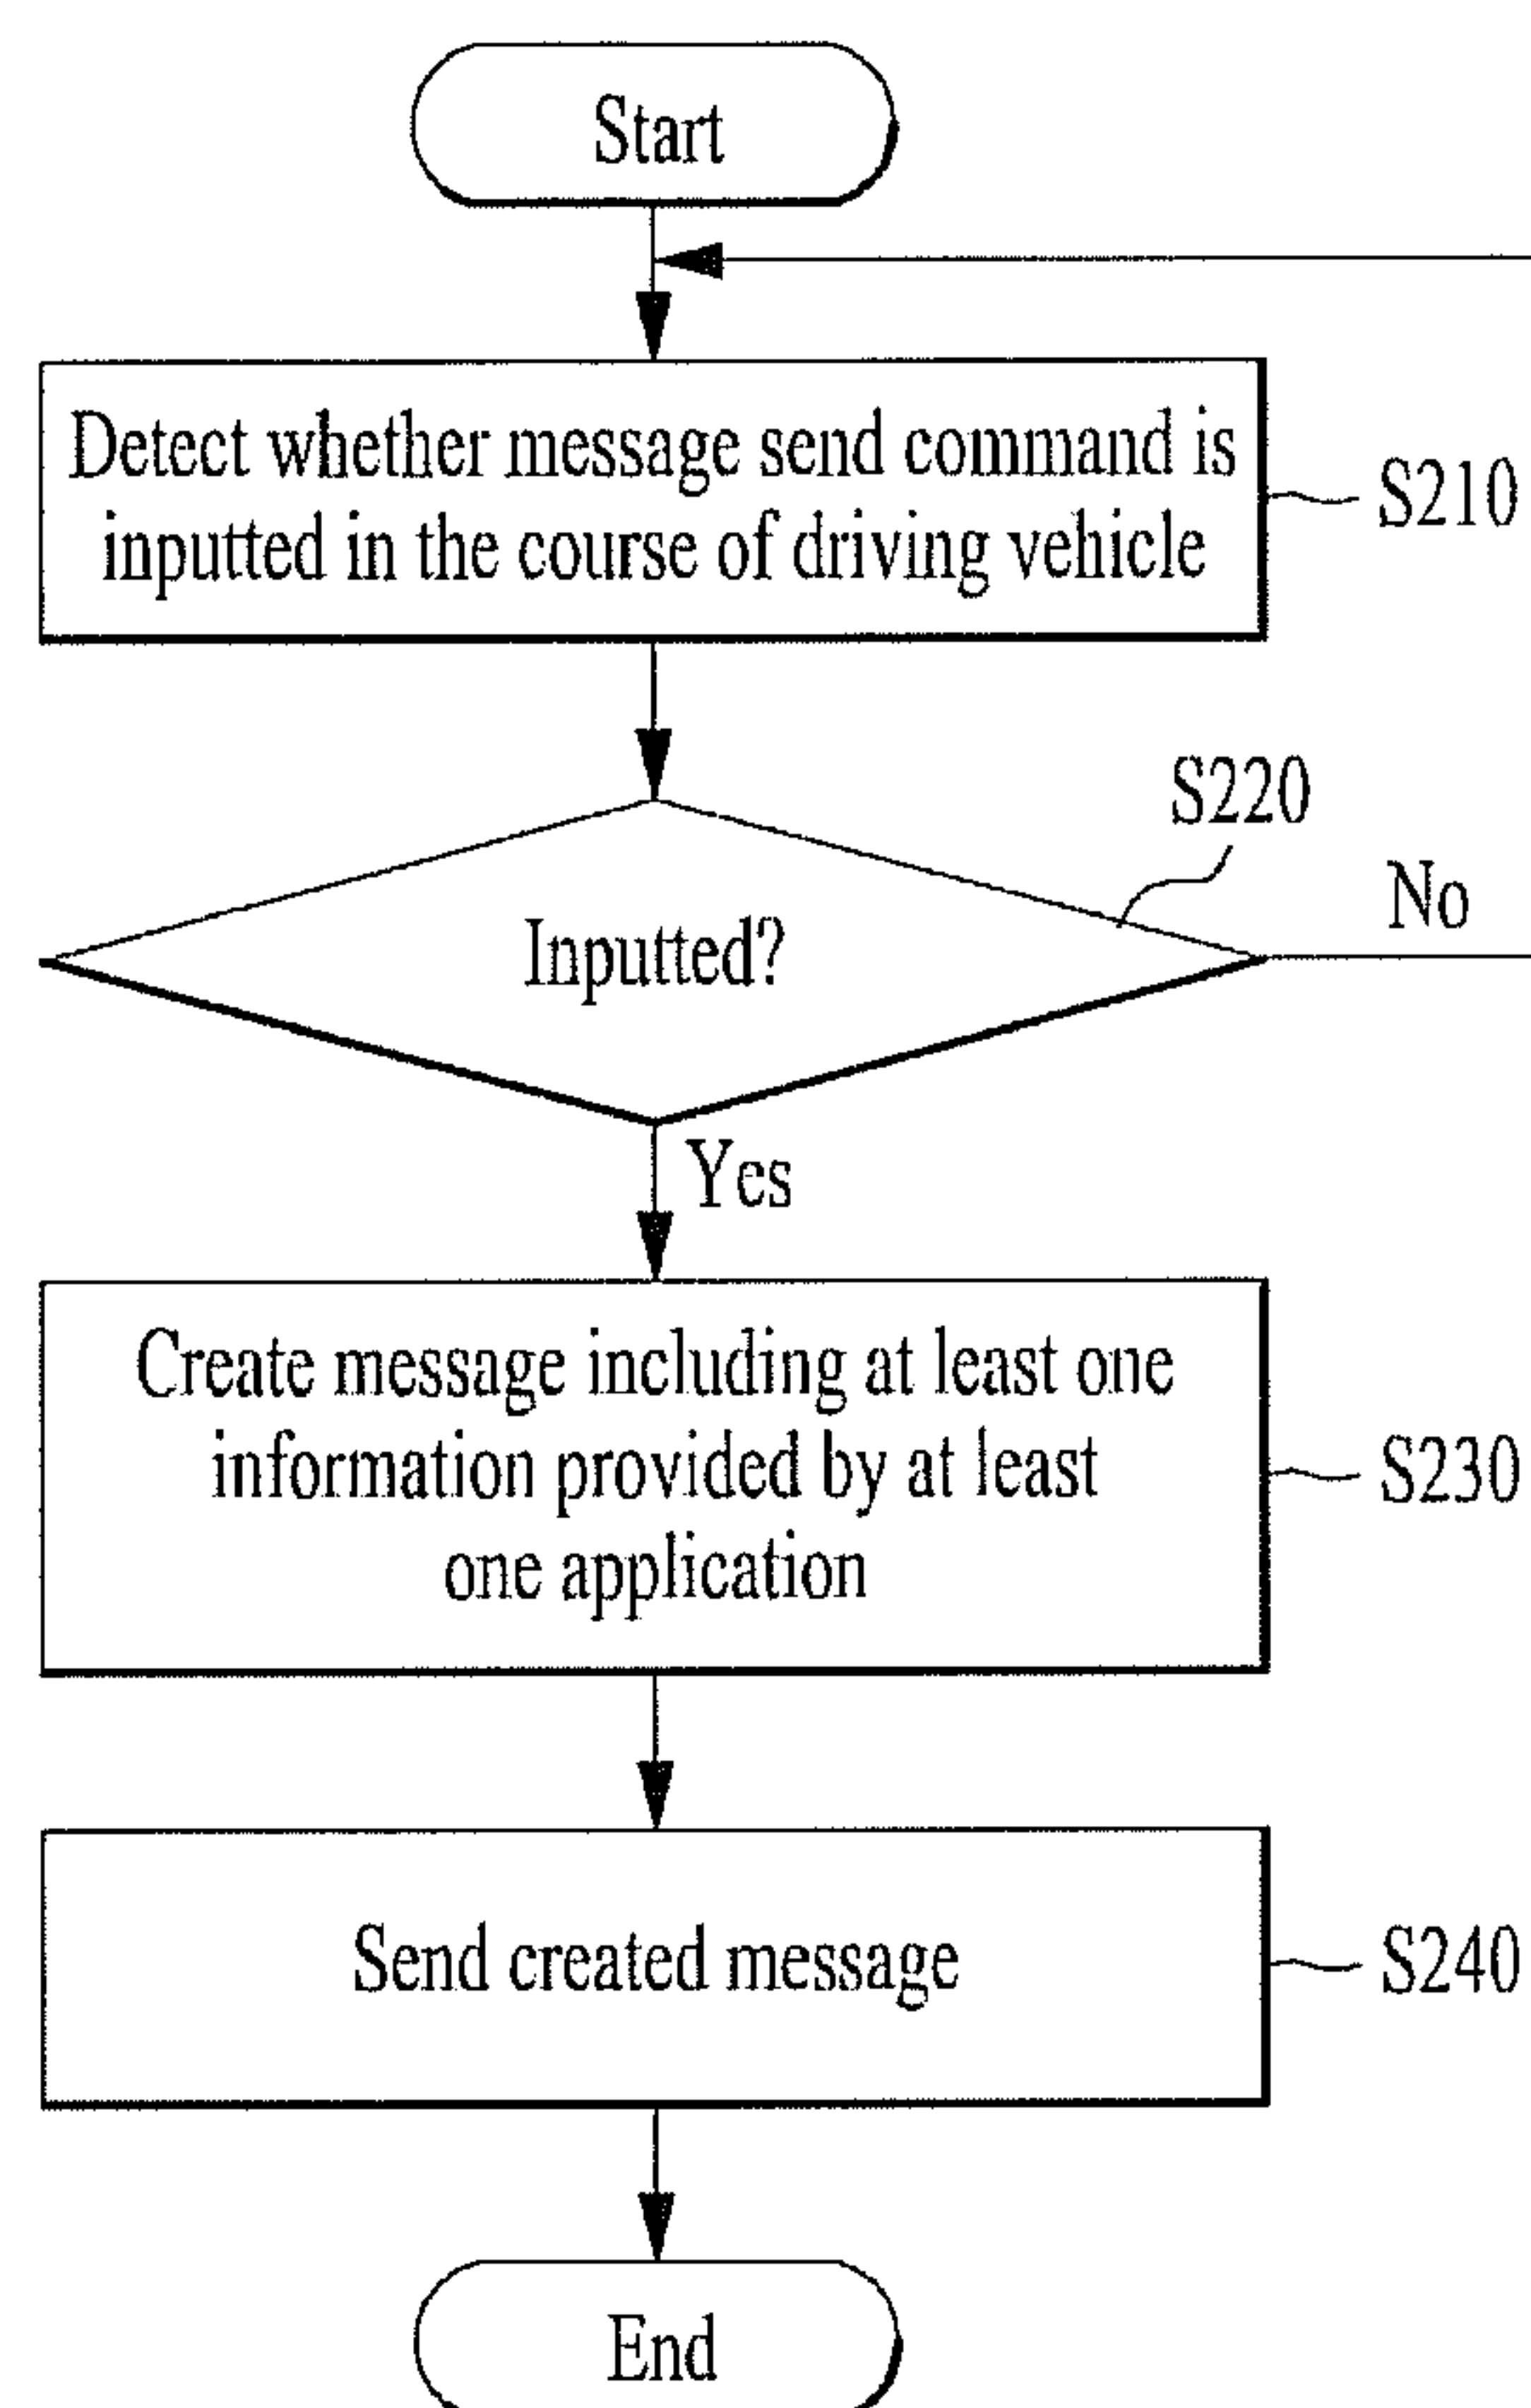 Start
Detect whether message send command is
inputted in the course of driving vehicle
S210
S220
Inputted?
No
Yes
Create message including at least one
information provided by at least
one application
S230
Send created message
S240
End